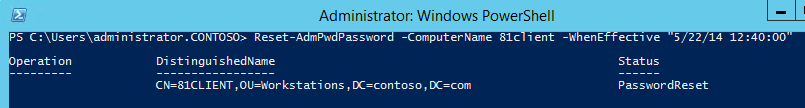 Administrator: Windows PowerShell
PS C:\Users\administrator.CONTOSO> Reset-AdmPwdPassword -ComputerName 81client -WhenEffective "5/22/14 12:40:00"
Operation DistinguishedName Status
--------- ----------------- ------
CN=81CLIENT,OU=Workstations,DC=contoso,DC=com PasswordReset